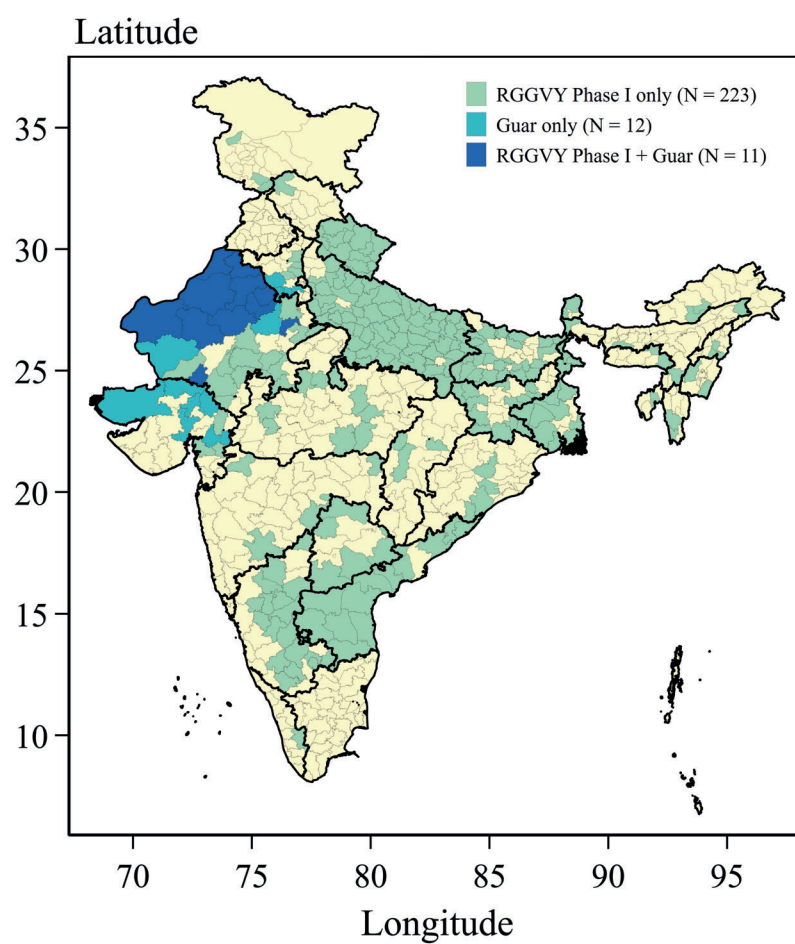 Latitude
RGGVY Phase I only (N = 223)
Guar only (N = 12)
RGGVY Phase I + Guar (N = 11)
35
30
25
20
15
10
70 75 80 85 90 95
Longitude